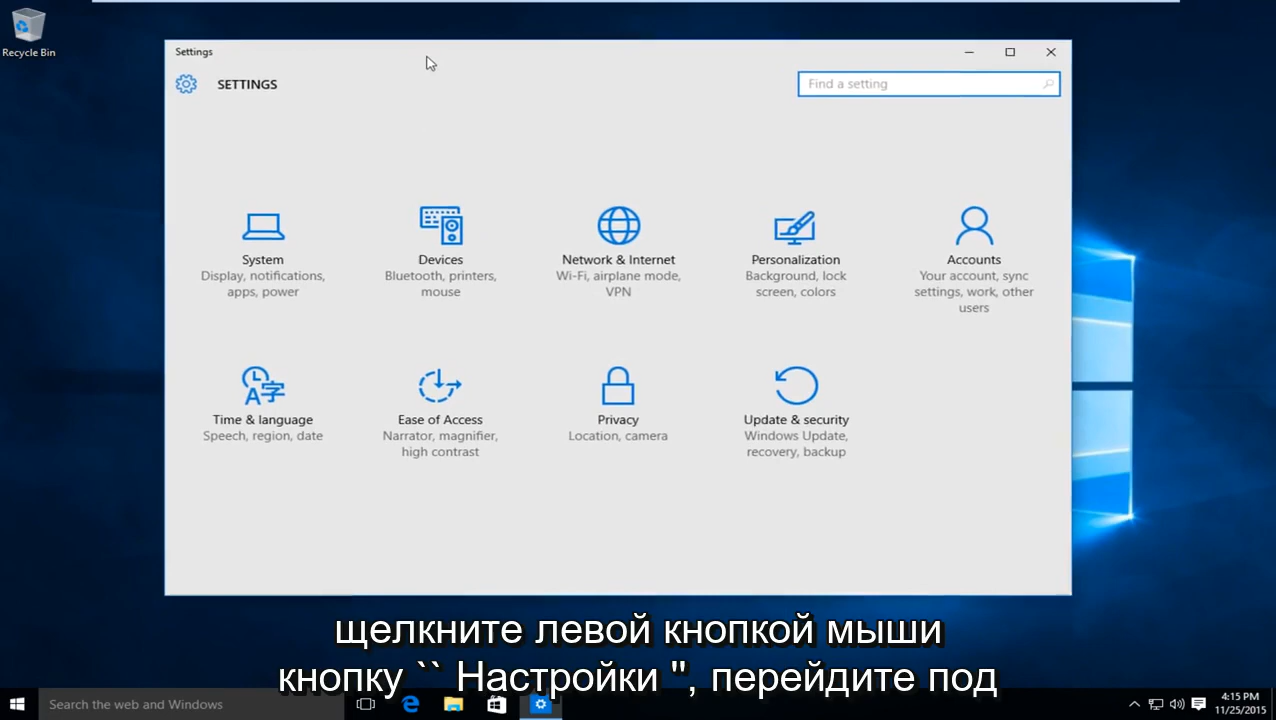 Recycle Bin
Settings
SETTINGS
Find a setting
System
Display, notifications,
apps, power
Devices
Bluetooth, printers,
mouse
Network & Internet
Wi-Fi, airplane mode,
VPN
Personalization
Background, lock
screen, colors
Accounts
Your account, sync
settings, work, other
users
Time & language
Speech, region, date
Ease of Access
Narrator, magnifier,
high contrast
Privacy
Location, camera
Update & security
Windows Update,
recovery, backup
щелкните левой кнопкой мыши
кнопку `` Настройки '', перейдите под
Search the web and Windows
4:15 PM
11/25/2015